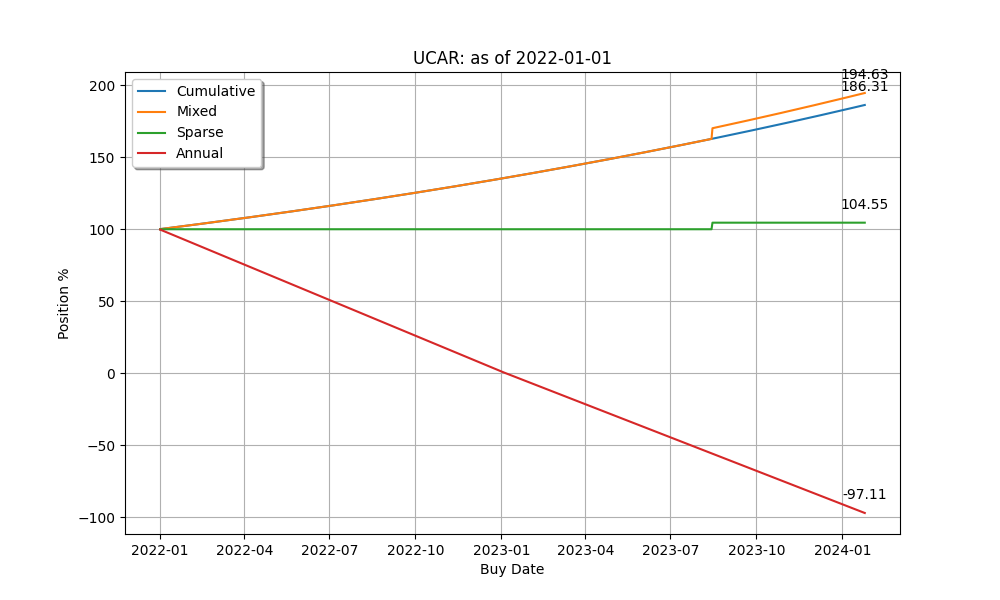 UCAR: as of 2022-01-01
Cumulative
Mixed
Sparse
Annual
194.63
186.31
104.55
-97.11
200
150
100
50
0
−50
−100
Position %
2022-01 2022-04 2022-07 2022-10 2023-01 2023-04 2023-07 2023-10 2024-01
Buy Date